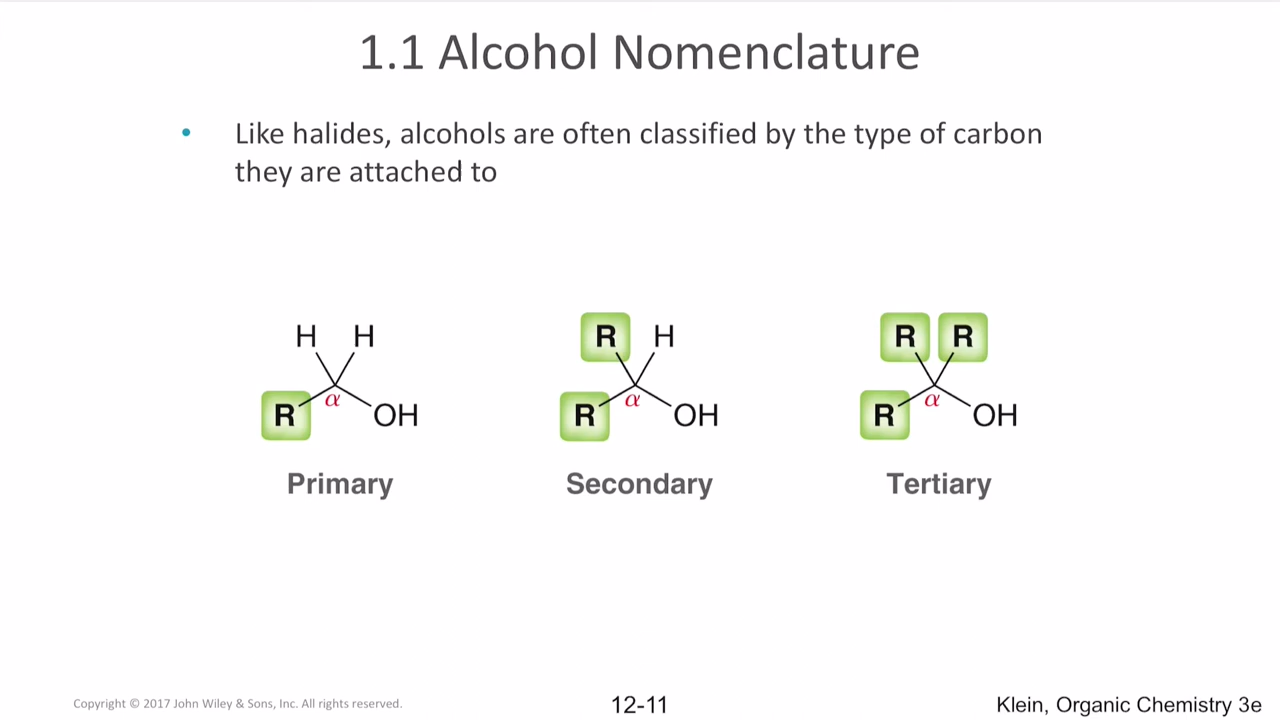 1.1 Alcohol Nomenclature
• Like halides, alcohols are often classified by the type of carbon
they are attached to
H H
R α OH
Primary
R H
R α OH
Secondary
R R
R α OH
Tertiary
Copyright © 2017 John Wiley & Sons, Inc. All rights reserved.
12-11
Klein, Organic Chemistry 3e